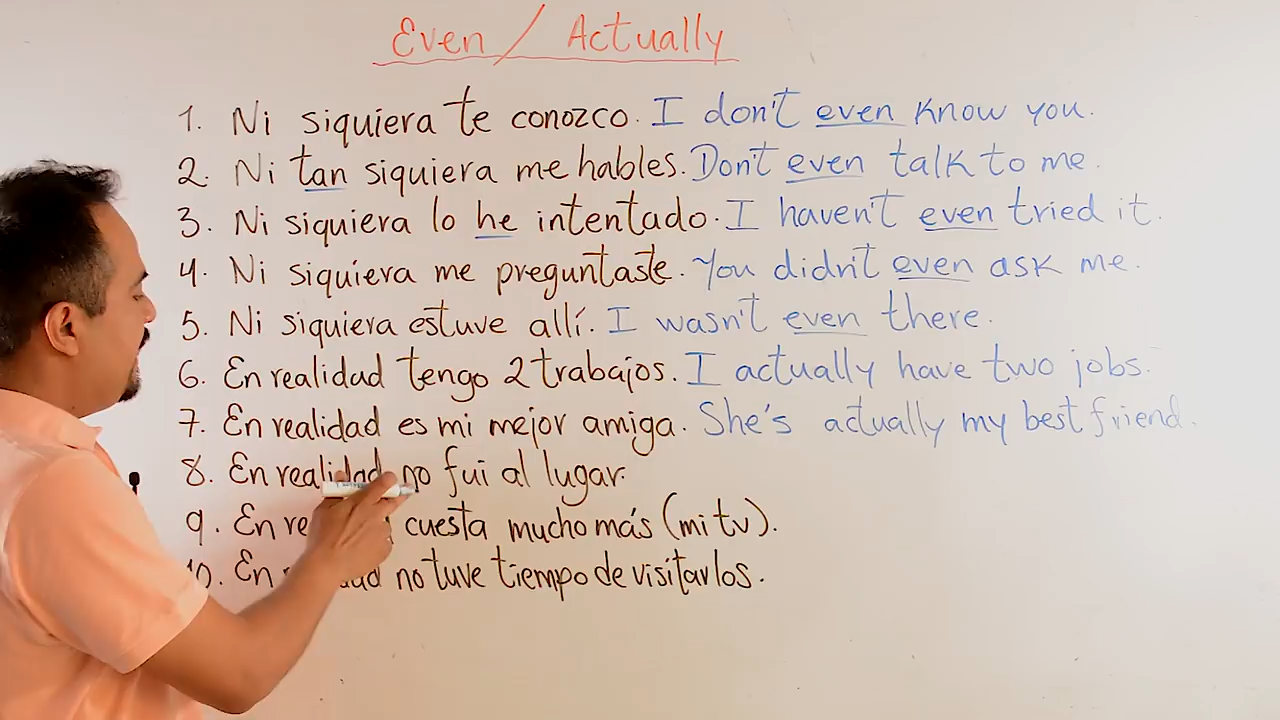 Even / Actually
1. Ni siquiera te conozco. I don't even know you.
2. Ni tan siquiera me hables. Don't even talk to me.
3. Ni siquiera lo he intentado. I haven't even tried it.
4. Ni siquiera me preguntaste. You didn't even ask me.
5. Ni siquiera estuve allí. I wasn't even there.
6. En realidad tengo 2 trabajos. I actually have two jobs.
7. En realidad es mi mejor amiga. She's actually my best friend.
8. En realidad no fui al lugar.
9. En cuesta mucho más (mi tv).
10. En no tuve tiempo de visitarlos.